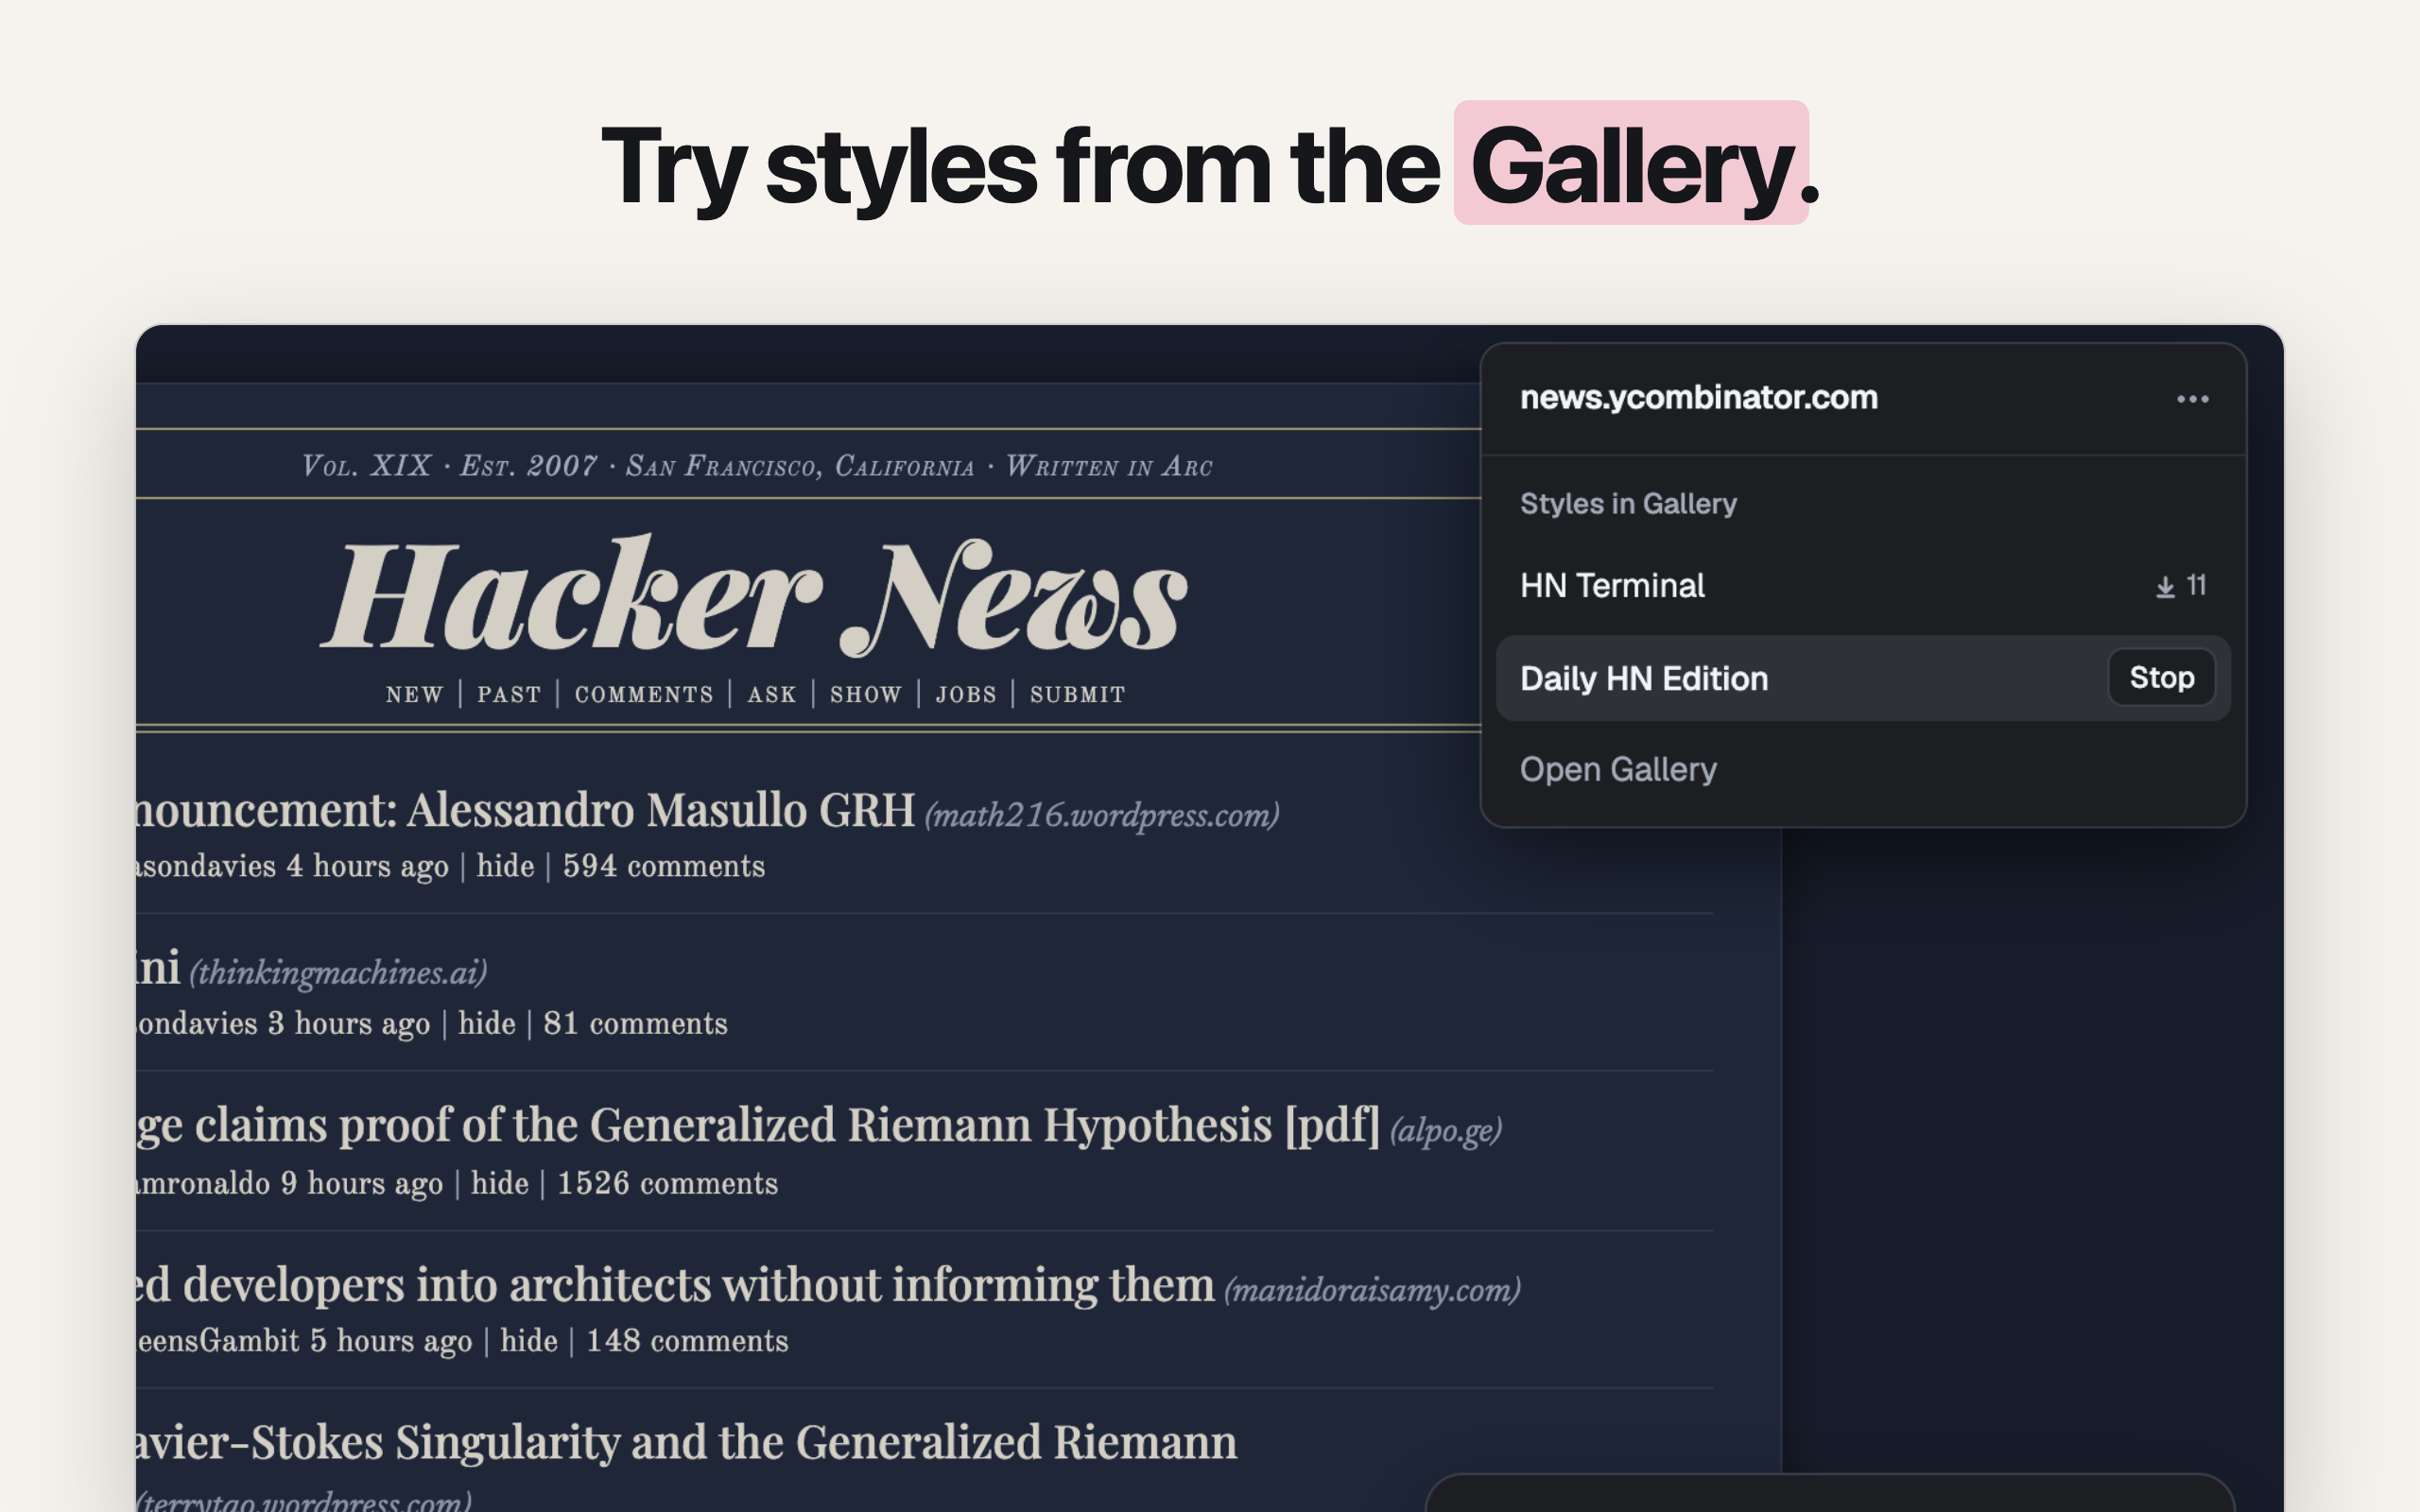 Try styles from the Gallery.
news.ycombinator.com
Styles in Gallery
HN Terminal 11
Daily HN Edition Stop
Open Gallery
Vol. XIX · Est. 2007 · San Francisco, California · Written in Arc
Hacker News
NEW | PAST | COMMENTS | ASK | SHOW | JOBS | SUBMIT
nouncement: Alessandro Masullo GRH (math216.wordpress.com)
asondavies 4 hours ago | hide | 594 comments
ini (thinkingmachines.ai)
ondavies 3 hours ago | hide | 81 comments
ge claims proof of the Generalized Riemann Hypothesis [pdf] (alpo.ge)
amronaldo 9 hours ago | hide | 1526 comments
ed developers into architects without informing them (manidoraisamy.com)
eensGambit 5 hours ago | hide | 148 comments
avier-Stokes Singularity and the Generalized Riemann
(terrytao.wordpress.com)